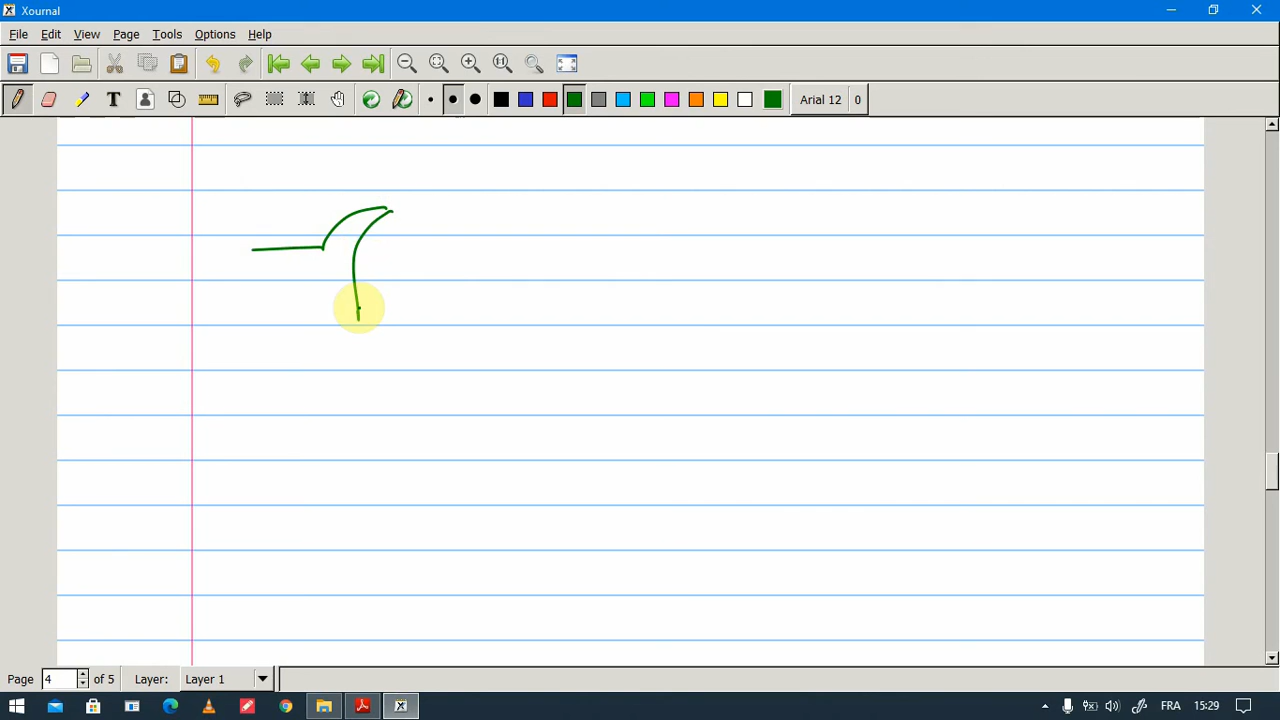 Xournal
File Edit View Page Tools Options Help
Arial 12 0
Page 4 of 5 Layer: Layer 1
FRA 15:29